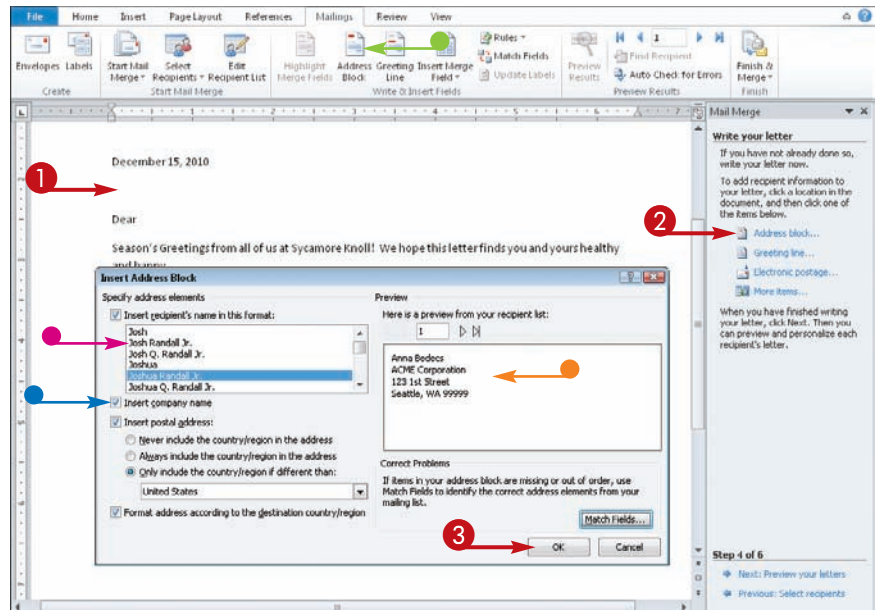 File Home Insert Page Layout References Mailings Review View
Envelopes Labels Start Mail Merge Select Recipients Edit Recipient List Highlight Merge Fields Address Block Greeting Line Insert Merge Field Rules Match Fields Update Labels Preview Results 1 Find Recipient Auto Check for Errors Finish & Merge
Create Start Mail Merge Write & Insert Fields Preview Results Finish
1 2 3 4 5 6 7
Mail Merge
Write your letter
If you have not already done so,
write your letter now.
To add recipient information to
your letter, click a location in the
document, and then click one of
the items below.
2
Address block...
Greeting line...
Electronic postage...
More items...
When you have finished writing
your letter, click Next. Then you
can preview and personalize each
recipient's letter.
Step 4 of 6
Next: Preview your letters
Previous: Select recipients
December 15, 2010
1
Dear
Season's Greetings from all of us at Sycamore Knoll! We hope this letter finds you and yours healthy
and happy
Insert Address Block
Specify address elements
Insert recipient's name in this format:
Josh
Josh Randall Jr.
Josh Q. Randall Jr.
Joshua
Joshua Randall Jr.
Joshua Q. Randall Jr.
Insert company name
Insert postal address:
Never include the country/region in the address
Always include the country/region in the address
Only include the country/region if different than:
United States
Format address according to the destination country/region
Preview
Here is a preview from your recipient list:
1
Anna Bedecs
ACME Corporation
123 1st Street
Seattle, WA 99999
Correct Problems
If items in your address block are missing or out of order, use
Match Fields to identify the correct address elements from your
mailing list.
Match Fields...
3
OK Cancel